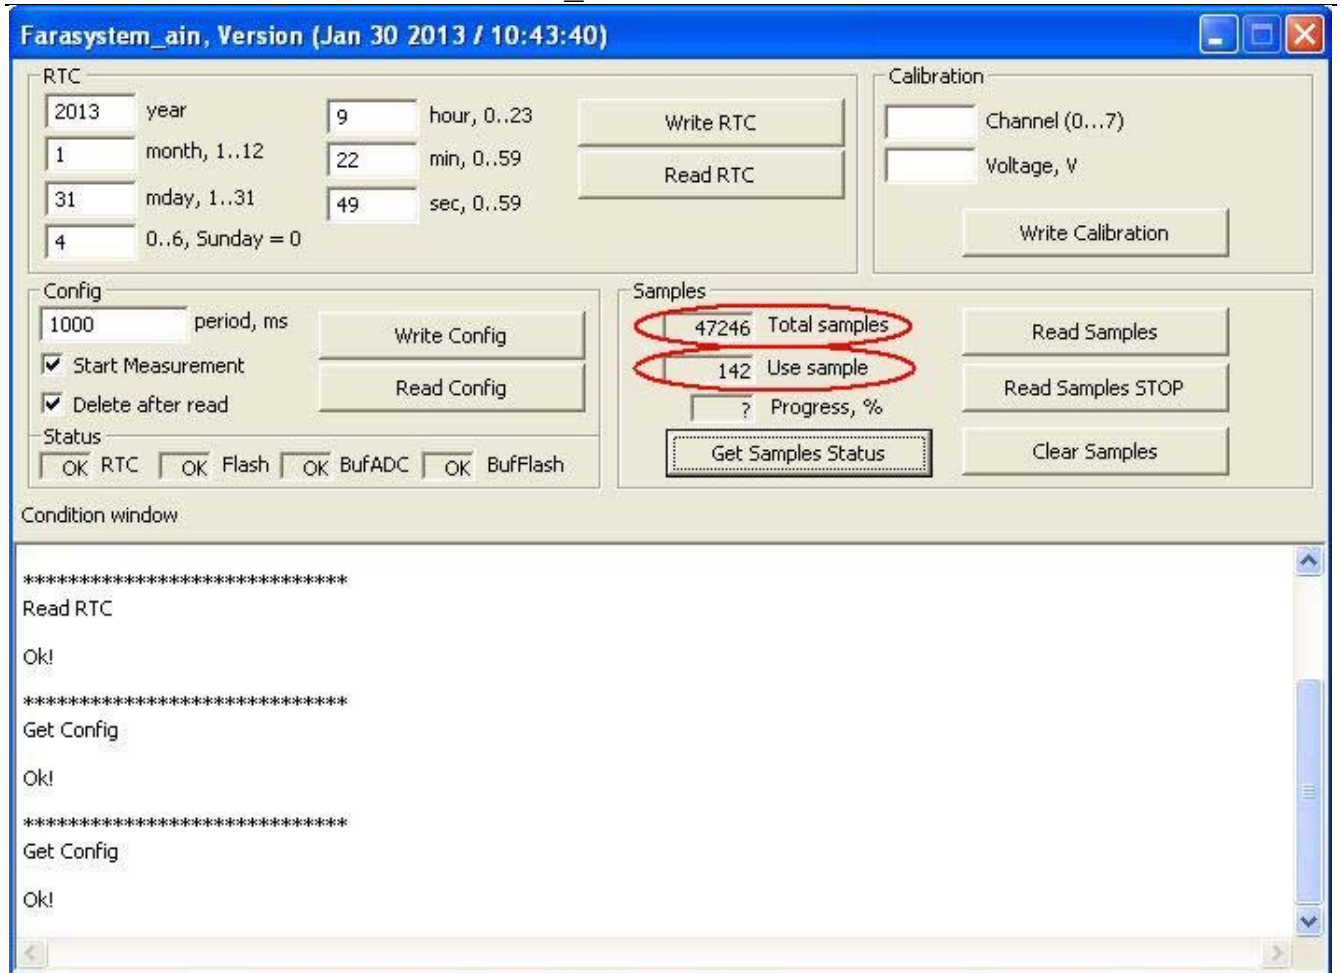 Farasystem_ain, Version (Jan 30 2013 / 10:43:40)
RTC
2013 year
1 month, 1..12
31 mday, 1..31
4 0..6, Sunday = 0
9 hour, 0..23
22 min, 0..59
49 sec, 0..59
Write RTC
Read RTC
Calibration
Channel (0...7)
Voltage, V
Write Calibration
Config
1000 period, ms
Start Measurement
Delete after read
Write Config
Read Config
Status
OK RTC OK Flash OK BufADC OK BufFlash
Samples
47246 Total samples
142 Use sample
? Progress, %
Get Samples Status
Read Samples
Read Samples STOP
Clear Samples
Condition window
*****************************
Read RTC
Ok!
*****************************
Get Config
Ok!
*****************************
Get Config
Ok!